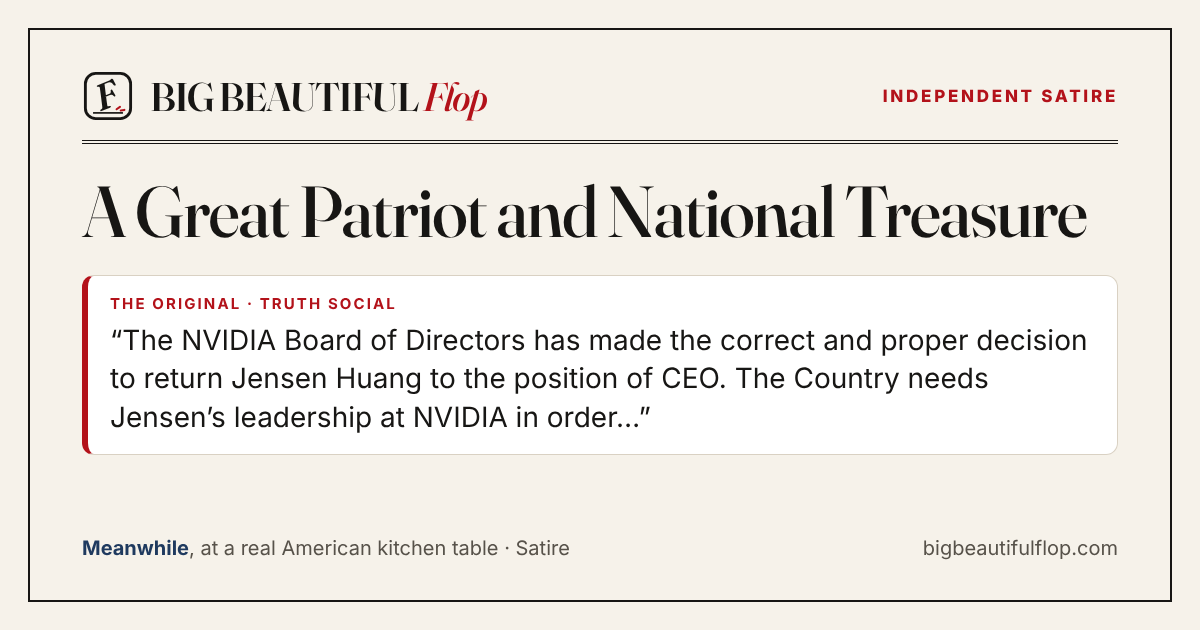 F
BIG BEAUTIFUL Flop
INDEPENDENT SATIRE
A Great Patriot and National Treasure
THE ORIGINAL · TRUTH SOCIAL
“The NVIDIA Board of Directors has made the correct and proper decision
to return Jensen Huang to the position of CEO. The Country needs
Jensen’s leadership at NVIDIA in order...”
Meanwhile, at a real American kitchen table · Satire
bigbeautifulflop.com